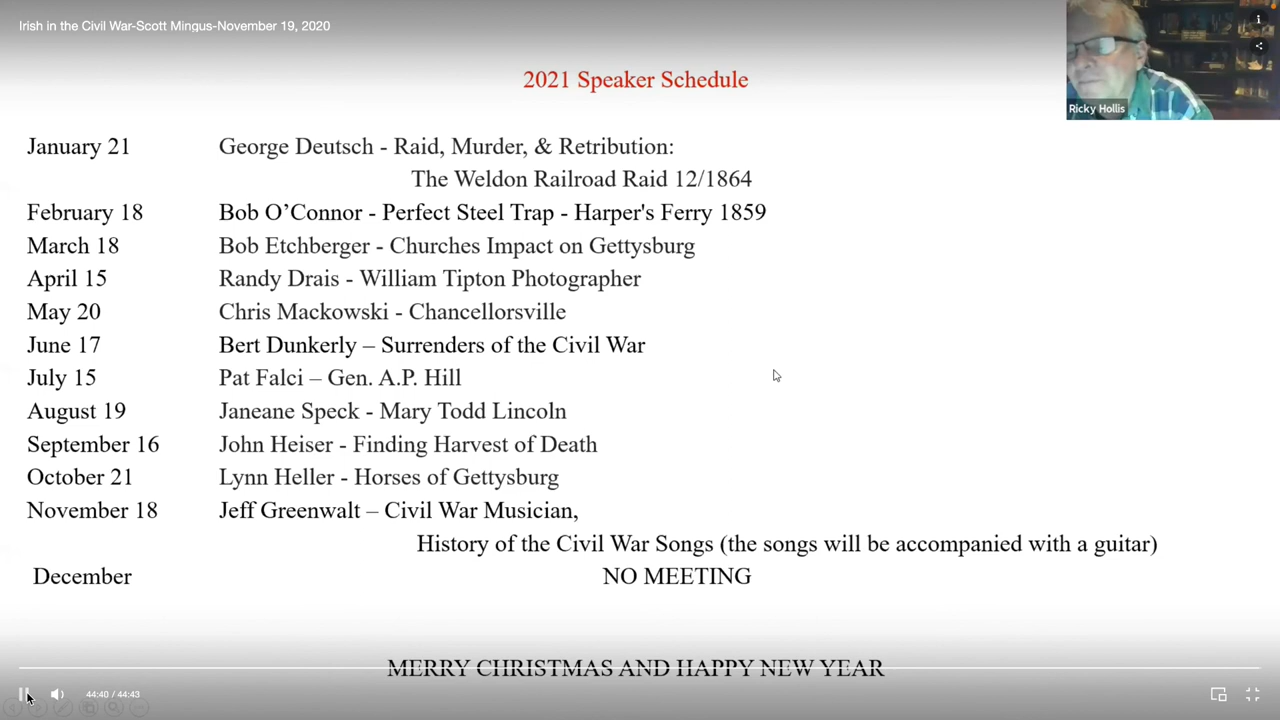 Irish in the Civil War-Scott Mingus-November 19, 2020
Ricky Hollis
2021 Speaker Schedule
January 21 George Deutsch - Raid, Murder, & Retribution:
The Weldon Railroad Raid 12/1864
February 18 Bob O’Connor - Perfect Steel Trap - Harper's Ferry 1859
March 18 Bob Etchberger - Churches Impact on Gettysburg
April 15 Randy Drais - William Tipton Photographer
May 20 Chris Mackowski - Chancellorsville
June 17 Bert Dunkerly – Surrenders of the Civil War
July 15 Pat Falci – Gen. A.P. Hill
August 19 Janeane Speck - Mary Todd Lincoln
September 16 John Heiser - Finding Harvest of Death
October 21 Lynn Heller - Horses of Gettysburg
November 18 Jeff Greenwalt – Civil War Musician,
History of the Civil War Songs (the songs will be accompanied with a guitar)
December NO MEETING
MERRY CHRISTMAS AND HAPPY NEW YEAR
44:40 / 44:43